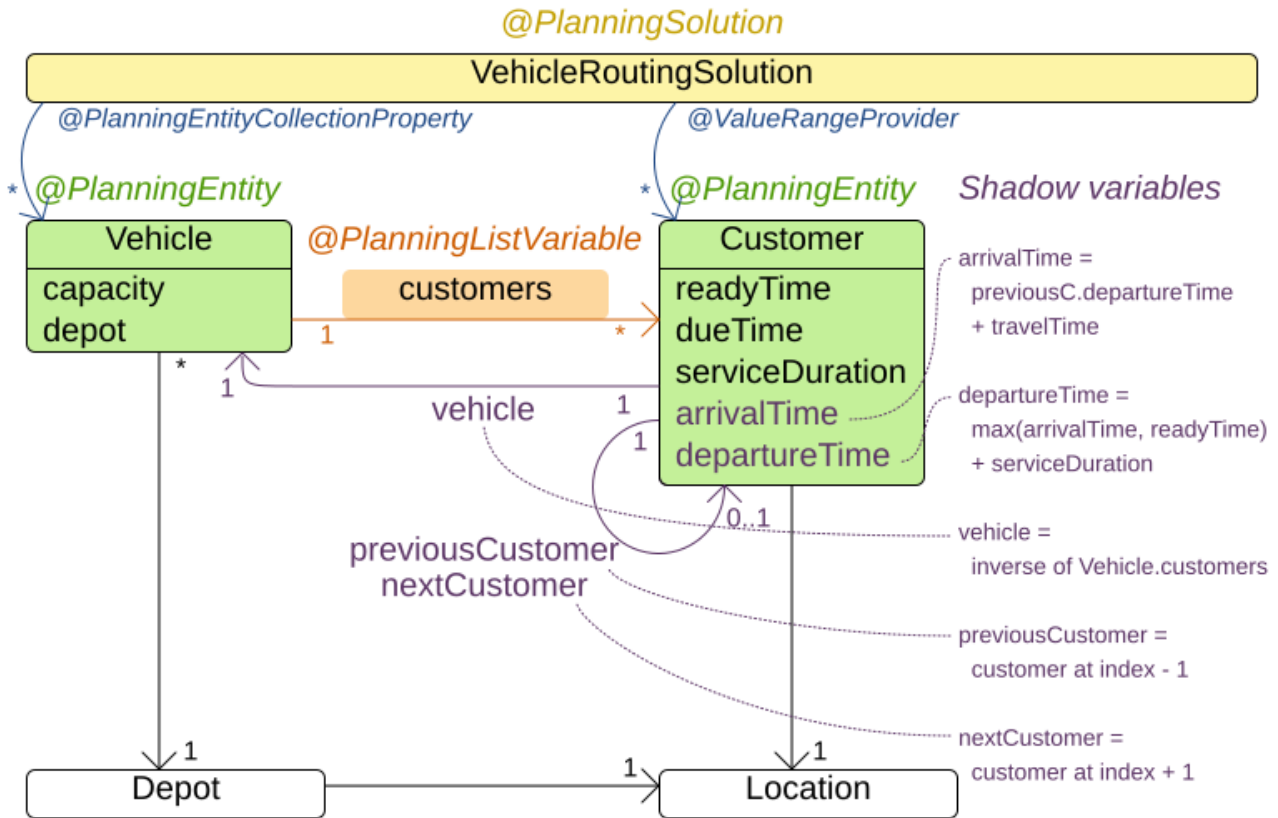 @PlanningSolution
VehicleRoutingSolution
@PlanningEntityCollectionProperty
@ValueRangeProvider
* @PlanningEntity
* @PlanningEntity
Shadow variables
Vehicle
capacity
depot
@PlanningListVariable
customers
1 *
Customer
readyTime
dueTime
serviceDuration
arrivalTime
departureTime
arrivalTime =
previousC.departureTime
+ travelTime
departureTime =
max(arrivalTime, readyTime)
+ serviceDuration
*
1
vehicle
1
1
0..1
previousCustomer
nextCustomer
vehicle =
inverse of Vehicle.customers
previousCustomer =
customer at index - 1
nextCustomer =
customer at index + 1
1
1
1
Depot
Location